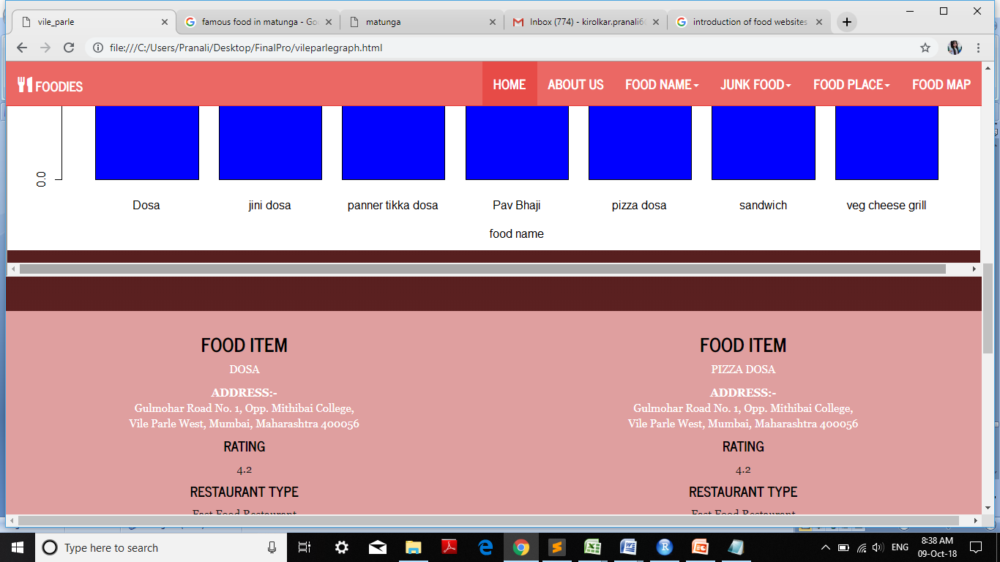 vile_parle
famous food in matunga - Go
matunga
Inbox (774) - kirolkar.pranali6
introduction of food websites
file:///C:/Users/Pranali/Desktop/FinalPro/vileparlegraph.html
FOODIES
HOME ABOUT US FOOD NAME JUNK FOOD FOOD PLACE FOOD MAP
0.0
Dosa jini dosa panner tikka dosa Pav Bhaji pizza dosa sandwich veg cheese grill
food name
FOOD ITEM
DOSA
ADDRESS:-
Gulmohar Road No. 1, Opp. Mithibai College,
Vile Parle West, Mumbai, Maharashtra 400056
RATING
4.2
RESTAURANT TYPE
Fast Food Restaurant
FOOD ITEM
PIZZA DOSA
ADDRESS:-
Gulmohar Road No. 1, Opp. Mithibai College,
Vile Parle West, Mumbai, Maharashtra 400056
RATING
4.2
RESTAURANT TYPE
Fast Food Restaurant
Type here to search
ENG
8:38 AM
09-Oct-18